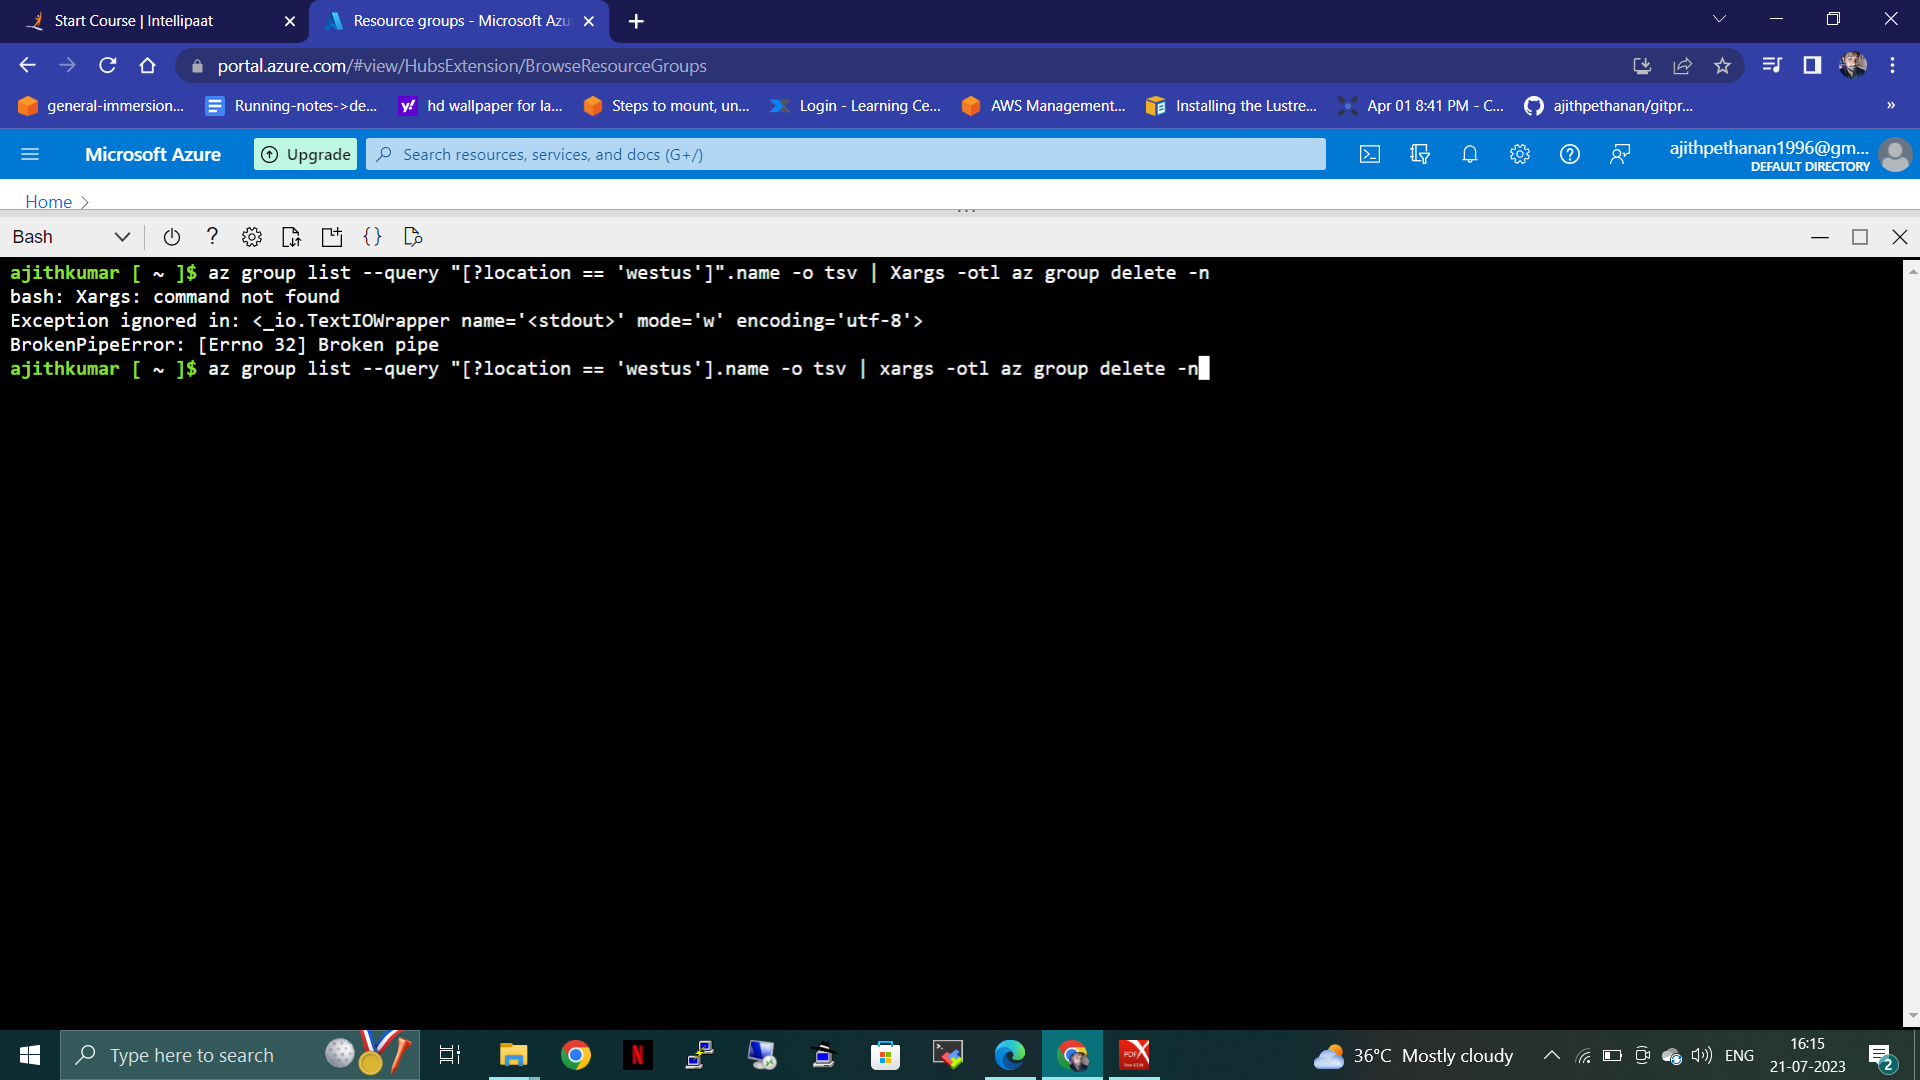 Start Course | Intellipaat
Resource groups - Microsoft Azu
portal.azure.com/#view/HubsExtension/BrowseResourceGroups
general-immersion... Running-notes->de... hd wallpaper for la... Steps to mount, un... Login - Learning Ce... AWS Management... Installing the Lustre... Apr 01 8:41 PM - C... ajithpethanan/gitpr... »
Microsoft Azure Upgrade Search resources, services, and docs (G+/) ajithpethanan1996@gm...
DEFAULT DIRECTORY
Home >
Bash
ajithkumar [ ~ ]$ az group list --query "[?location == 'westus']".name -o tsv | Xargs -otl az group delete -n
bash: Xargs: command not found
Exception ignored in: <_io.TextIOWrapper name='<stdout>' mode='w' encoding='utf-8'>
BrokenPipeError: [Errno 32] Broken pipe
ajithkumar [ ~ ]$ az group list --query "[?location == 'westus'].name -o tsv | xargs -otl az group delete -n
Type here to search
36°C Mostly cloudy
ENG
16:15
21-07-2023
2